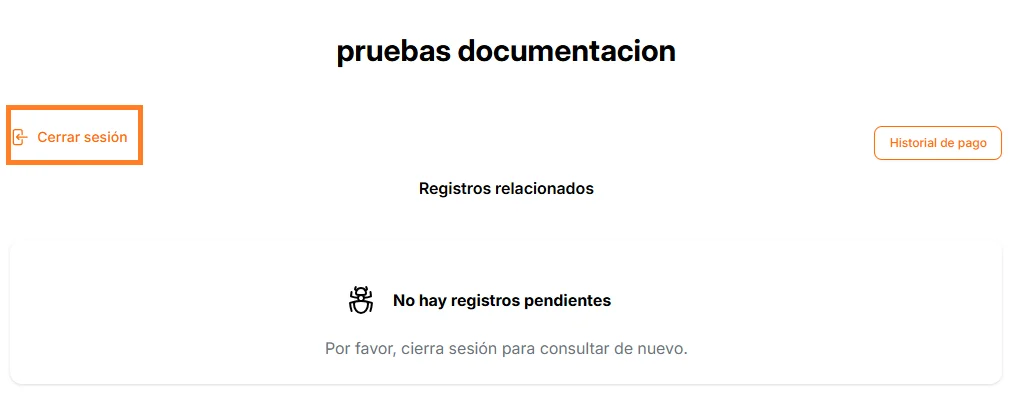 pruebas documentacion
Cerrar sesión
Historial de pago
Registros relacionados
No hay registros pendientes
Por favor, cierra sesión para consultar de nuevo.